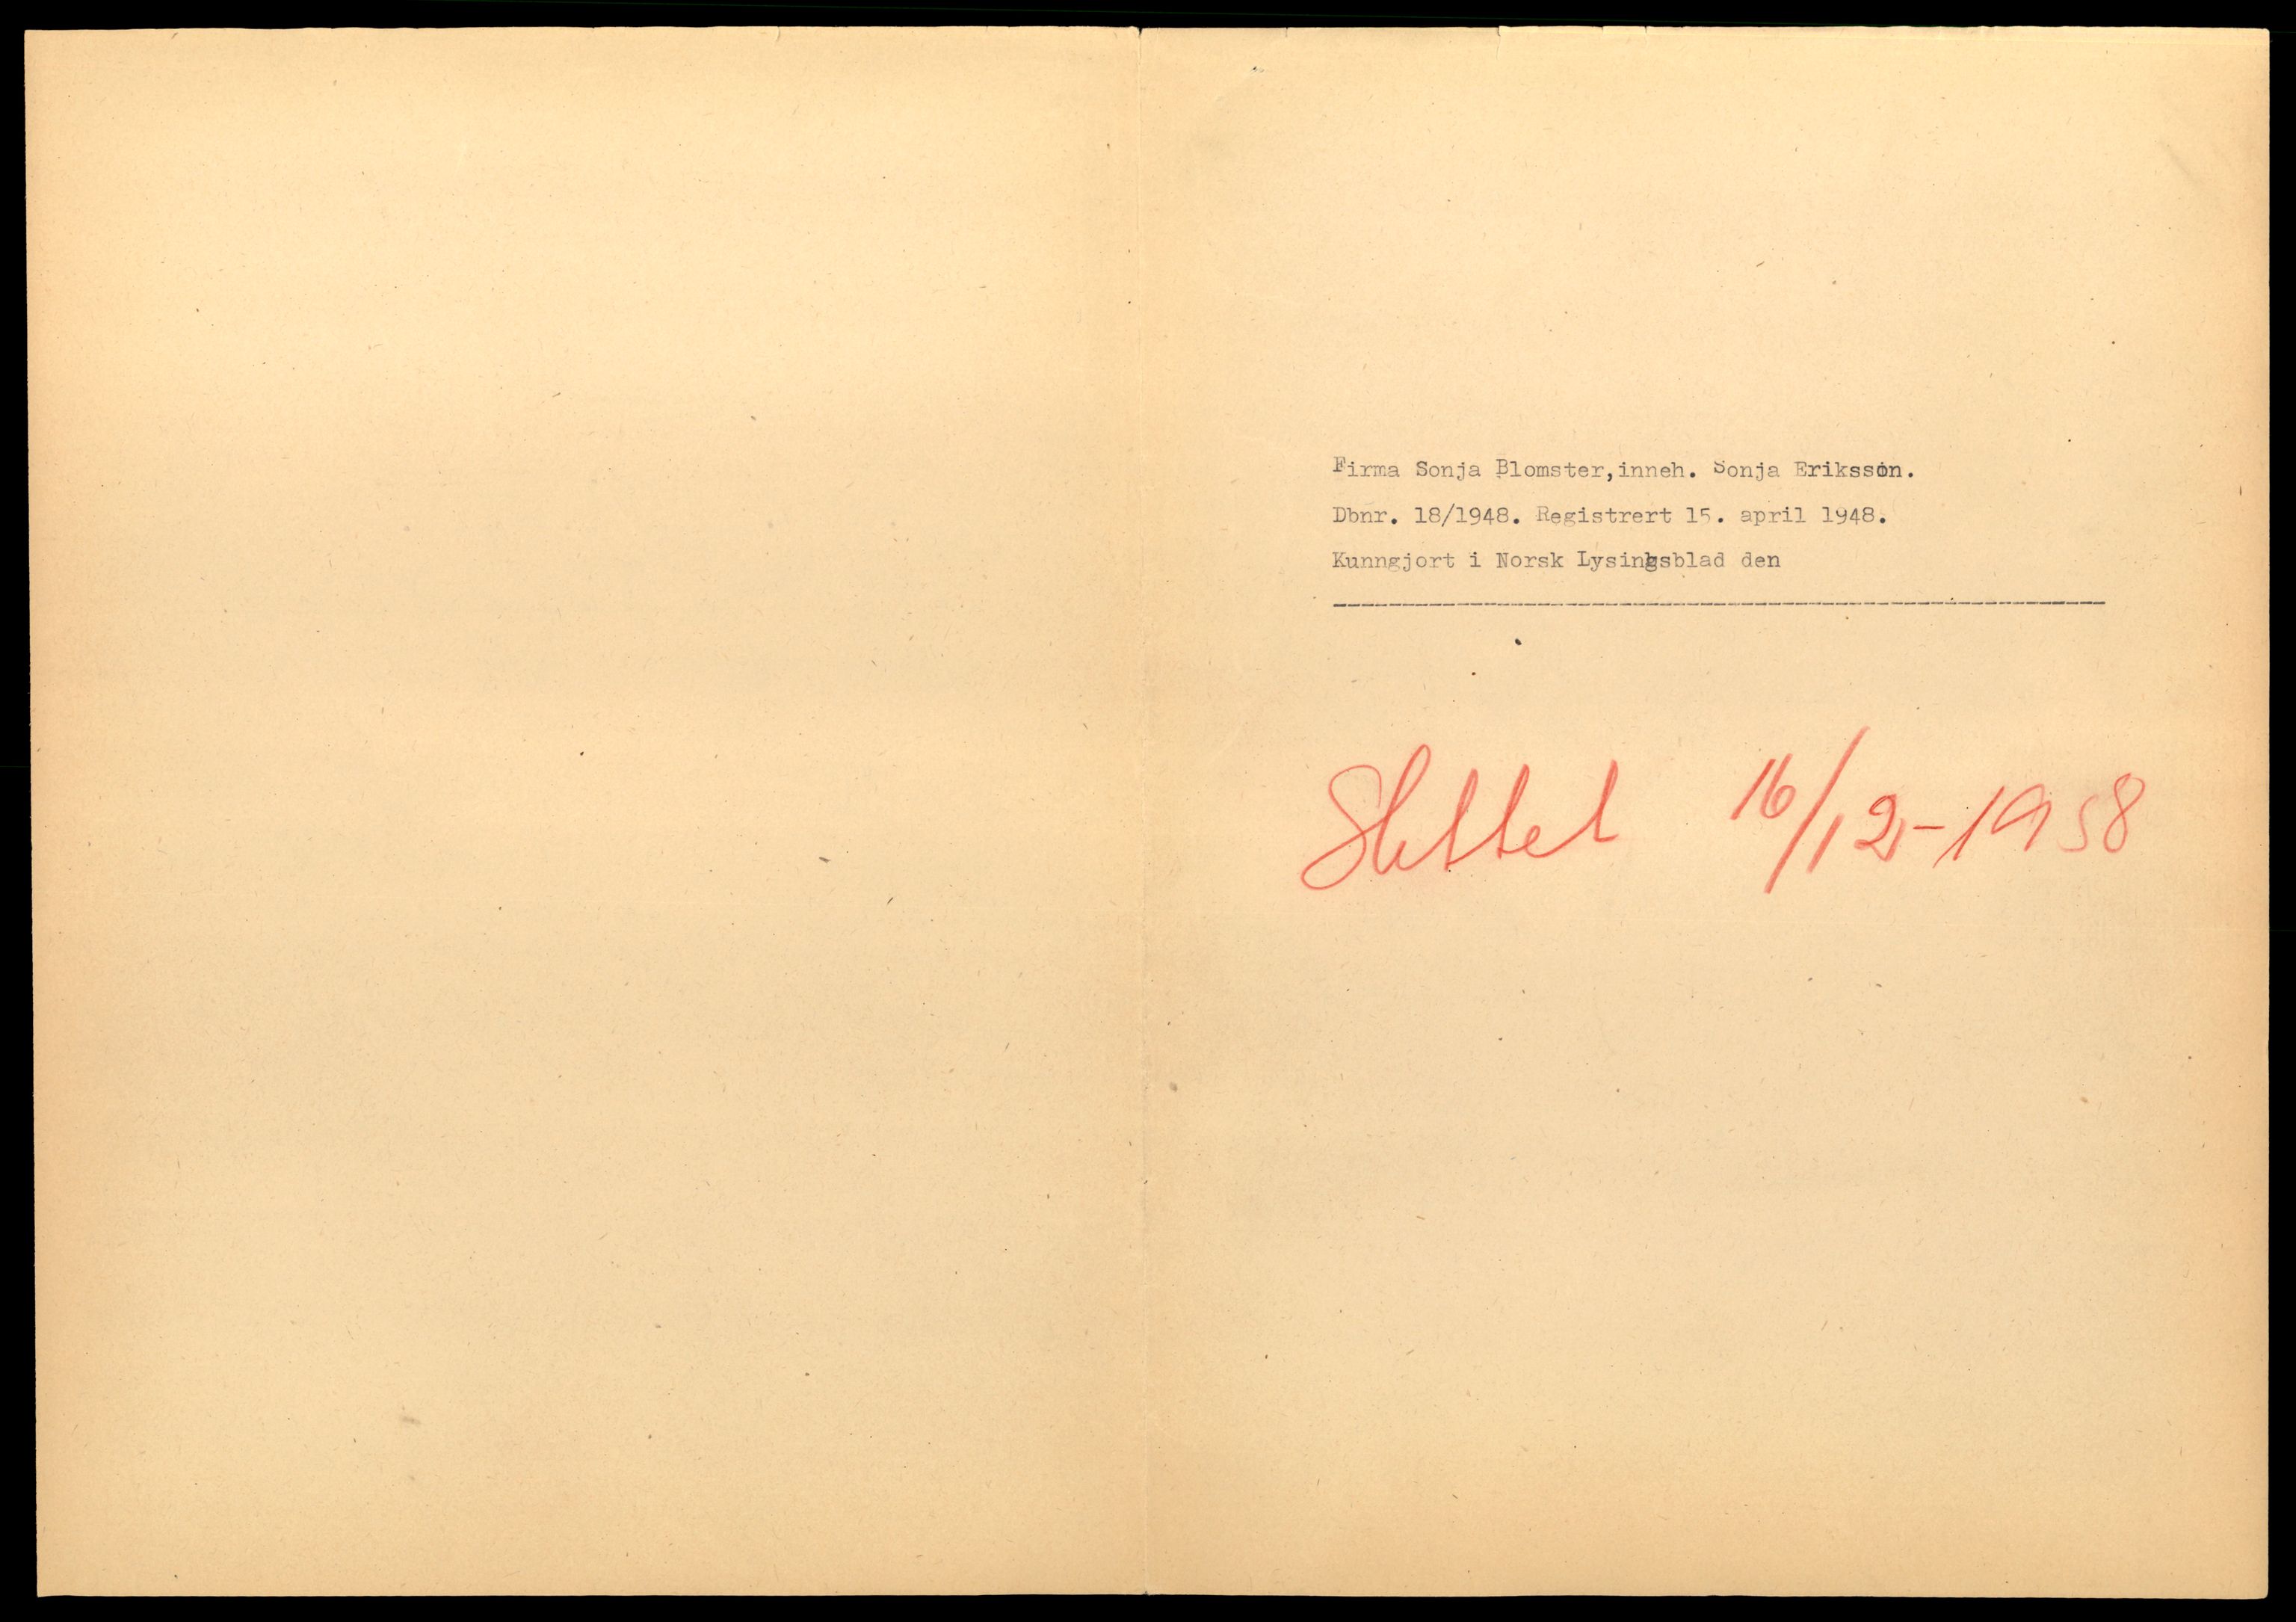 Firma Sonja Blomster,inneh. Sonja Eriksson.
Dbnr. 18/1948. Registrert 15. april 1948.
Kunngjort i Norsk Lysingsblad den
Slettet 16/12-1958